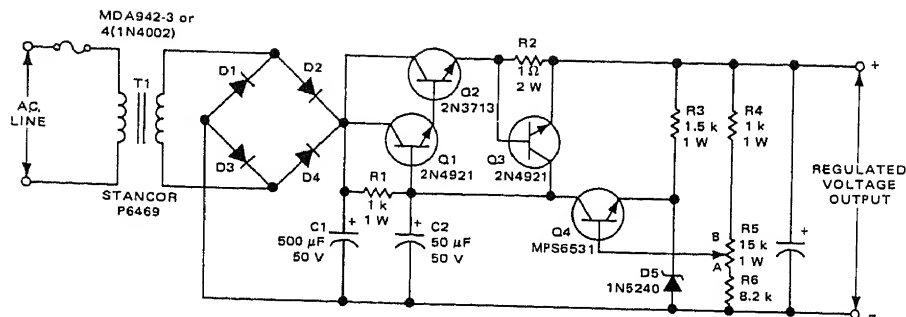 MDA942-3 or
4(1N4002)
A.C.
LINE
T1
STANCOR
P6469
D1
D2
D3
D4
Q2
2N3713
Q1
2N4921
R1
1 k
1 W
C1
500 μF
50 V
+
C2
50 μF
50 V
+
R2
1 Ω
2 W
Q3
2N4921
Q4
MPS6531
R3
1.5 k
1 W
R4
1 k
1 W
D5
1N5240
B
A
R5
15 k
1 W
R6
8.2 k
+
+
REGULATED
VOLTAGE
OUTPUT
-